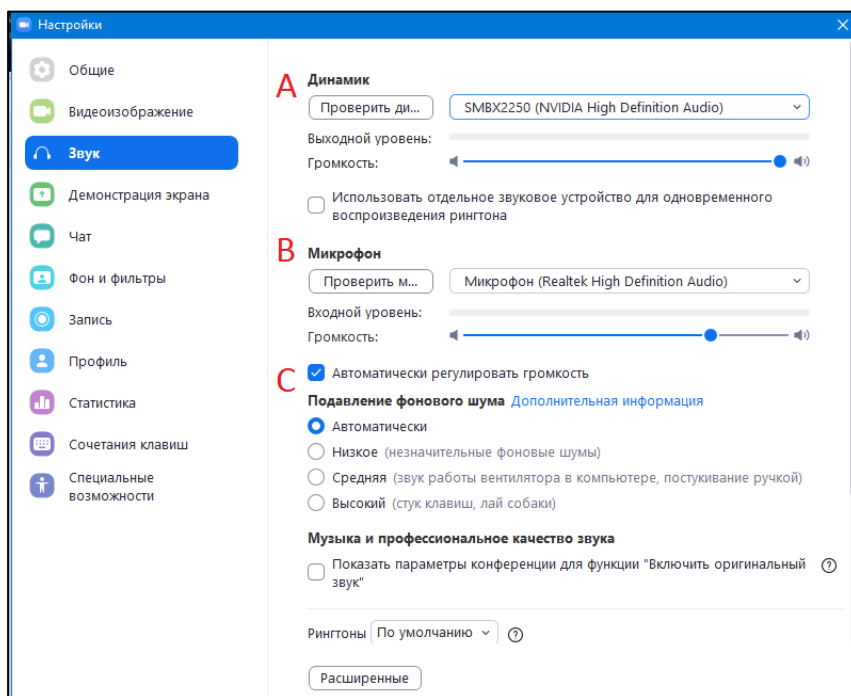 Настройки
Общие
Видеоизображение
Звук
Демонстрация экрана
Чат
Фон и фильтры
Запись
Профиль
Статистика
Сочетания клавиш
Специальные
возможности
A
Динамик
Проверить ди... SMBX2250 (NVIDIA High Definition Audio)
Выходной уровень:
Громкость:
Использовать отдельное звуковое устройство для одновременного
воспроизведения рингтона
B
Микрофон
Проверить м... Микрофон (Realtek High Definition Audio)
Входной уровень:
Громкость:
C
Автоматически регулировать громкость
Подавление фонового шума Дополнительная информация
Автоматически
Низкое (незначительные фоновые шумы)
Средняя (звук работы вентилятора в компьютере, постукивание ручкой)
Высокий (стук клавиш, лай собаки)
Музыка и профессиональное качество звука
Показать параметры конференции для функции "Включить оригинальный
звук"
Рингтоны По умолчанию
Расширенные